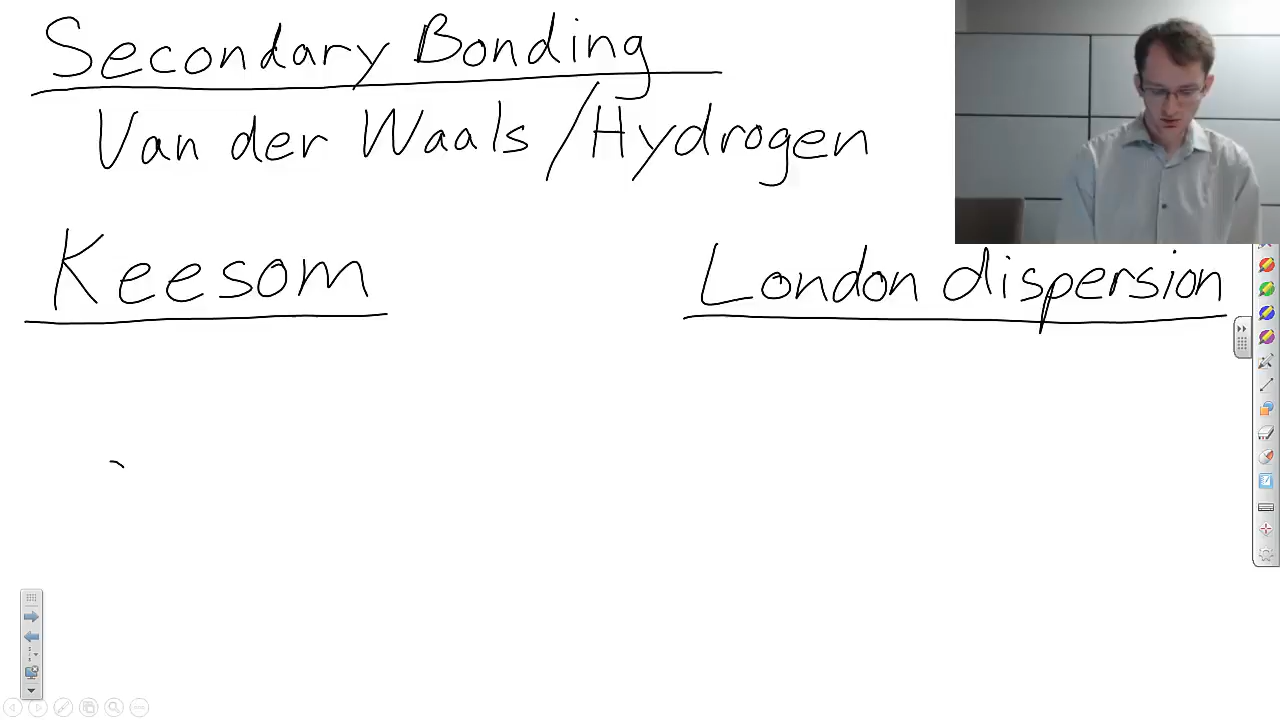 Secondary Bonding
Van der Waals / Hydrogen
Keesom
London dispersion